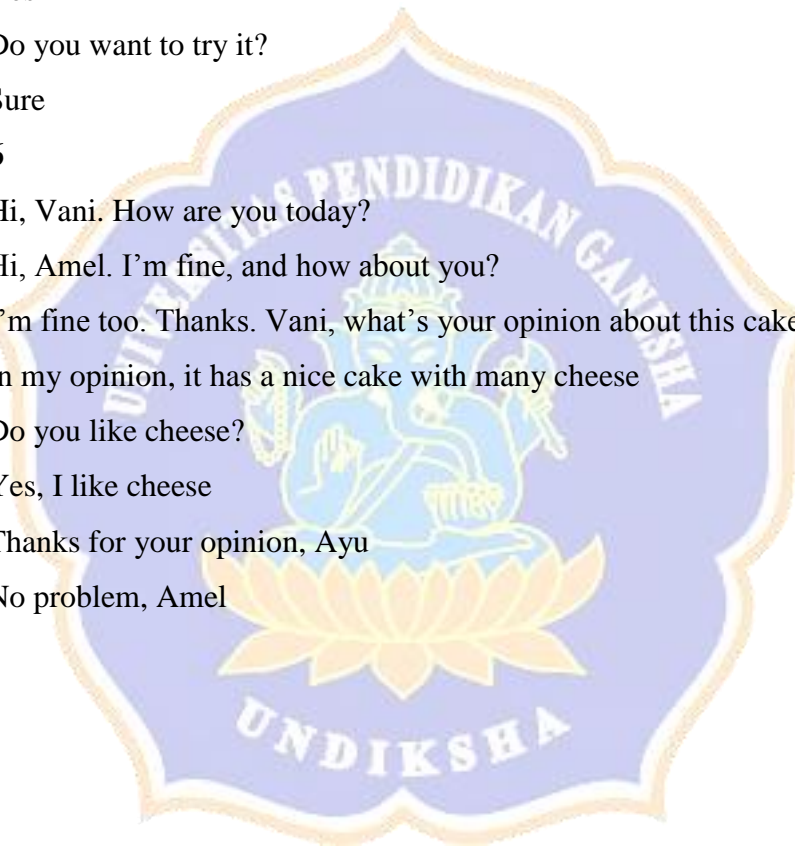 Do you want to try it?
Sure
Hi, Vani. How are you today?
Hi, Amel. I'm fine, and how about you?
I'm fine too. Thanks. Vani, what's your opinion about this cake
In my opinion, it has a nice cake with many cheese
Do you like cheese?
Yes, I like cheese
Thanks for your opinion, Ayu
No problem, Amel
UNIVERSITAS PENDIDIKAN GANESHA
UNDIKSHA